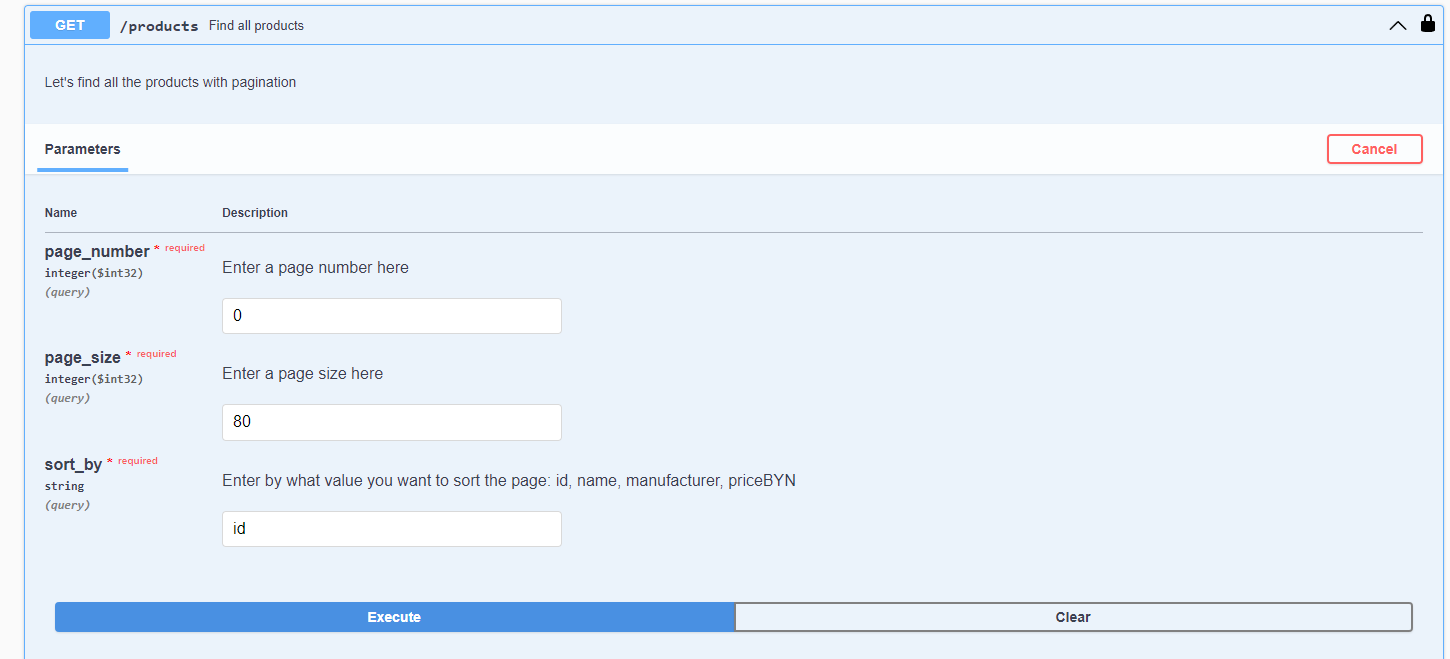 GET /products Find all products
Let's find all the products with pagination
Parameters
Cancel
Name Description
page_number * required
integer($int32)
(query)
Enter a page number here
0
page_size * required
integer($int32)
(query)
Enter a page size here
80
sort_by * required
string
(query)
Enter by what value you want to sort the page: id, name, manufacturer, priceBYN
id
Execute
Clear